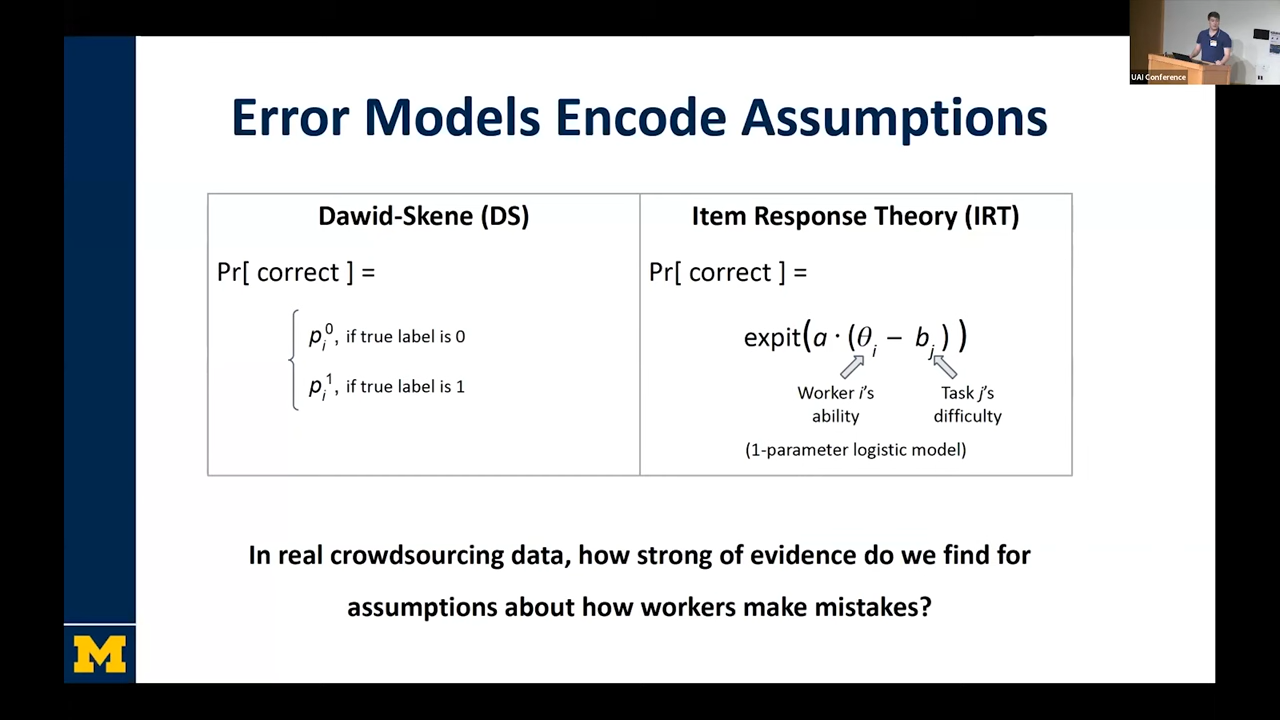 UAI Conference
Error Models Encode Assumptions
Dawid-Skene (DS)
Pr[ correct ] =
p_i^0, if true label is 0
p_i^1, if true label is 1
Item Response Theory (IRT)
Pr[ correct ] =
expit(a · (θ_i − b_j))
Worker i's
ability
Task j's
difficulty
(1-parameter logistic model)
In real crowdsourcing data, how strong of evidence do we find for
assumptions about how workers make mistakes?
M